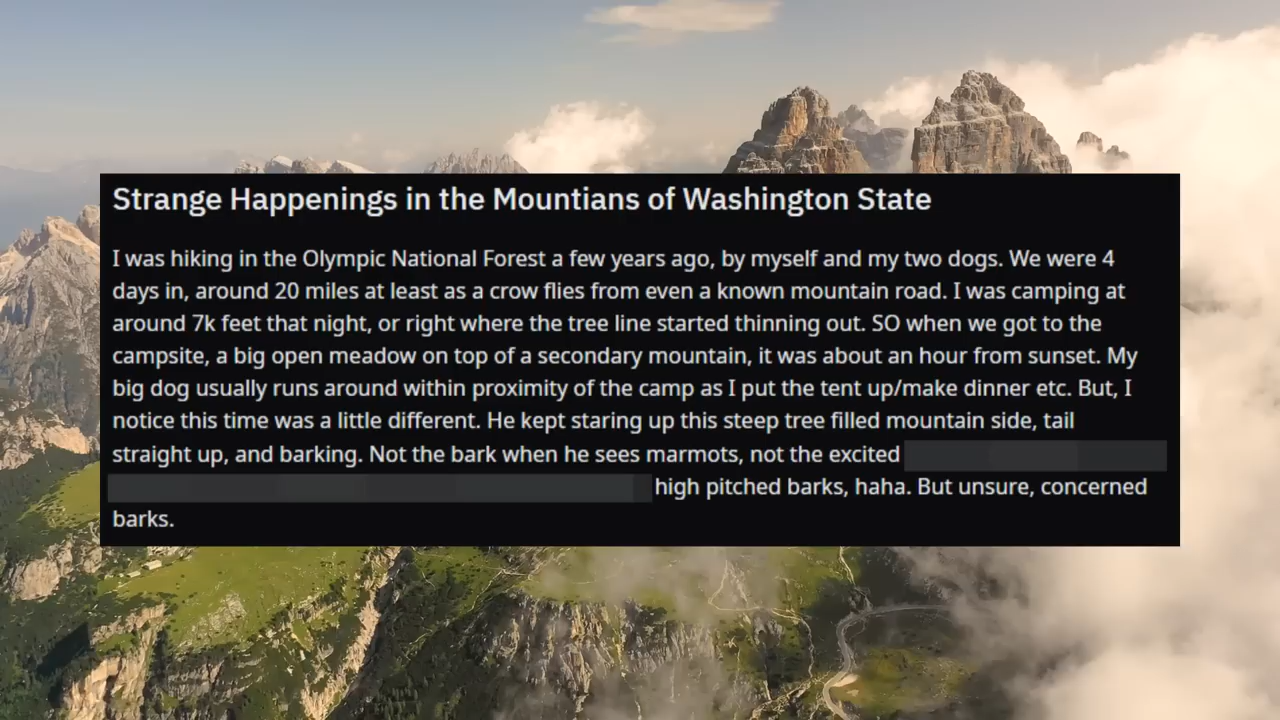 Strange Happenings in the Mountians of Washington State
I was hiking in the Olympic National Forest a few years ago, by myself and my two dogs. We were 4
days in, around 20 miles at least as a crow flies from even a known mountain road. I was camping at
around 7k feet that night, or right where the tree line started thinning out. SO when we got to the
campsite, a big open meadow on top of a secondary mountain, it was about an hour from sunset. My
big dog usually runs around within proximity of the camp as I put the tent up/make dinner etc. But, I
notice this time was a little different. He kept staring up this steep tree filled mountain side, tail
straight up, and barking. Not the bark when he sees marmots, not the excited
high pitched barks, haha. But unsure, concerned
barks.